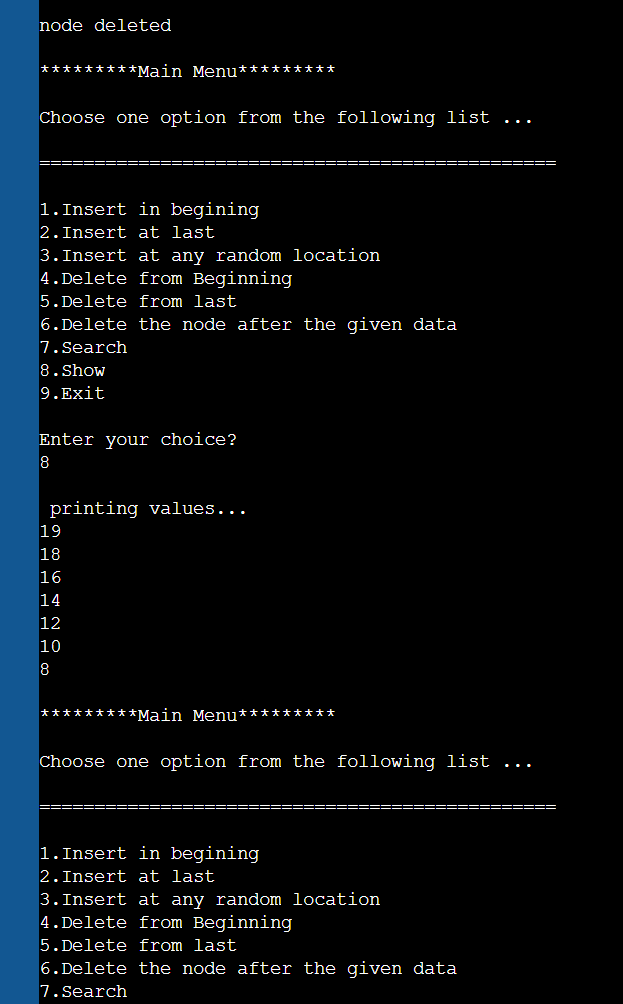 node deleted
*********Main Menu*********
Choose one option from the following list ...
===============================================
1.Insert in begining
2.Insert at last
3.Insert at any random location
4.Delete from Beginning
5.Delete from last
6.Delete the node after the given data
7.Search
8.Show
9.Exit
Enter your choice?
8
printing values...
19
18
16
14
12
10
8
*********Main Menu*********
Choose one option from the following list ...
===============================================
1.Insert in begining
2.Insert at last
3.Insert at any random location
4.Delete from Beginning
5.Delete from last
6.Delete the node after the given data
7.Search